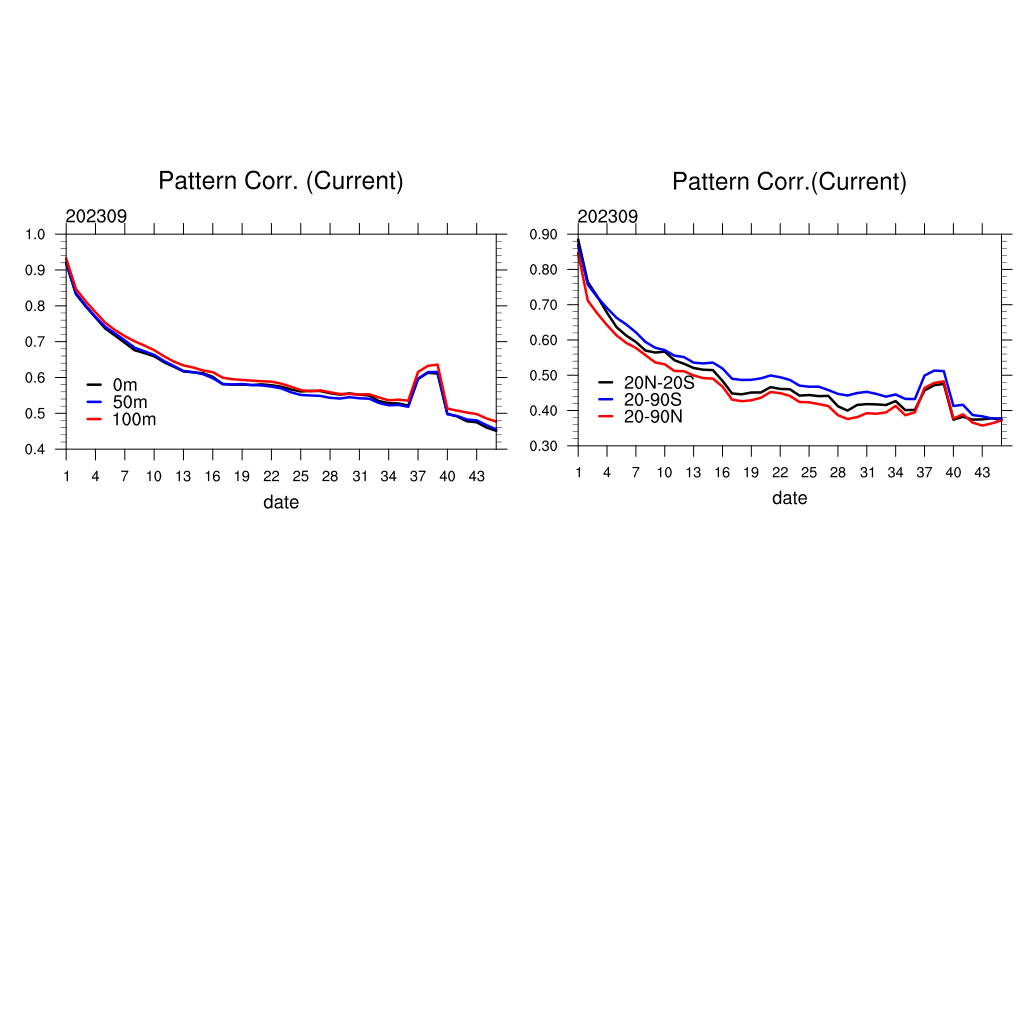 Pattern Corr. (Current)
202309
1.0
0.9
0.8
0.7
0.6
0.5
0.4
0m
50m
100m
1 4 7 10 13 16 19 22 25 28 31 34 37 40 43
date
Pattern Corr.(Current)
202309
0.90
0.80
0.70
0.60
0.50
0.40
0.30
20N-20S
20-90S
20-90N
1 4 7 10 13 16 19 22 25 28 31 34 37 40 43
date